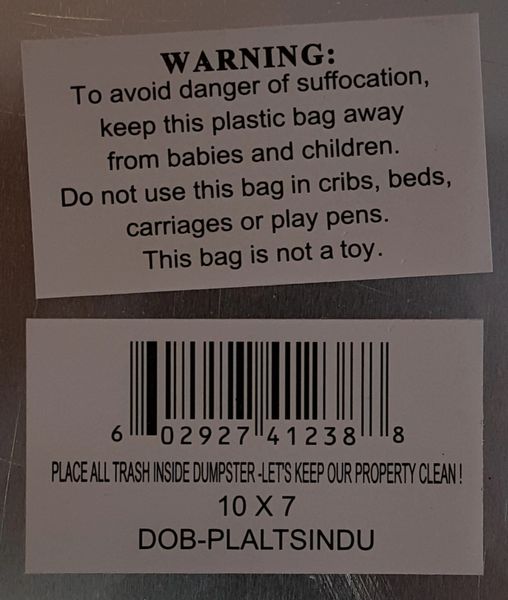 WARNING:
To avoid danger of suffocation,
keep this plastic bag away
from babies and children.
Do not use this bag in cribs, beds,
carriages or play pens.
This bag is not a toy.
6 02927 41238 8
PLACE ALL TRASH INSIDE DUMPSTER -LET'S KEEP OUR PROPERTY CLEAN !
10 X 7
DOB-PLALTSINDU